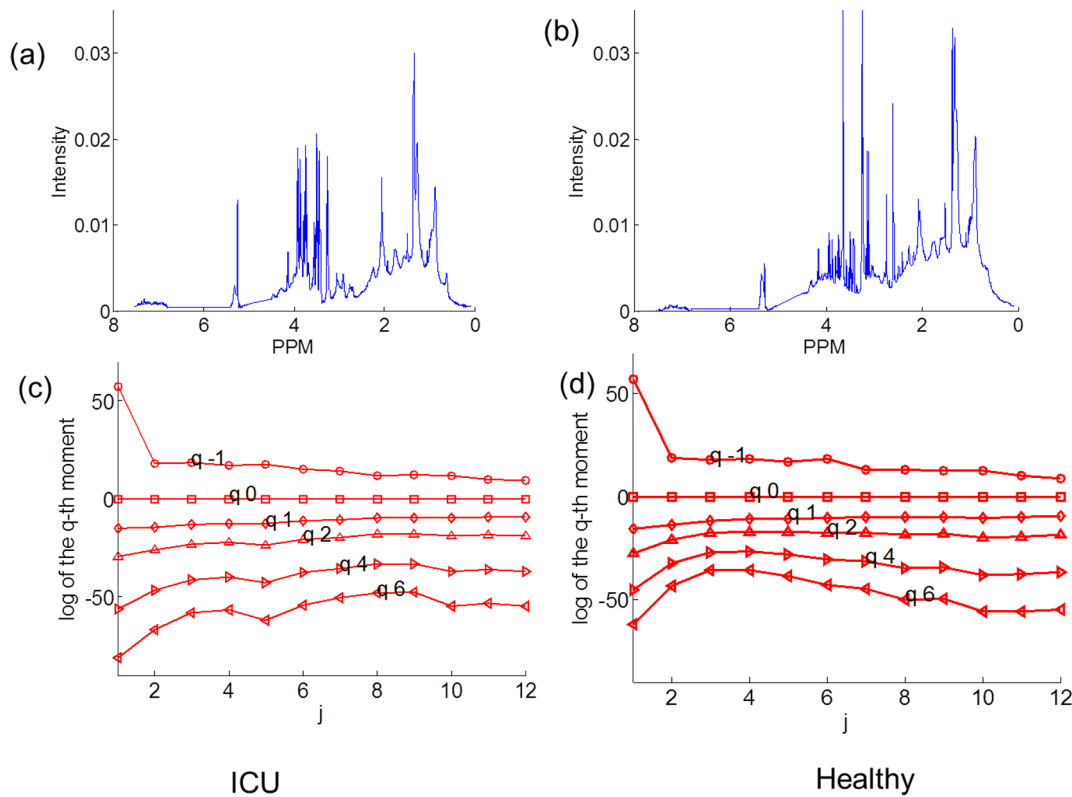 (a)
0.03
0.02
0.01
0
Intensity
8 6 4 2 0
PPM
(b)
0.03
0.02
0.01
0
Intensity
8 6 4 2 0
PPM
(c)
50
0
-50
log of the q-th moment
q -1
q 0
q 1
q 2
q 4
q 6
2 4 6 8 10 12
j
(d)
50
0
-50
log of the q-th moment
q -1
q 0
q 1
q 2
q 4
q 6
2 4 6 8 10 12
j
ICU
Healthy